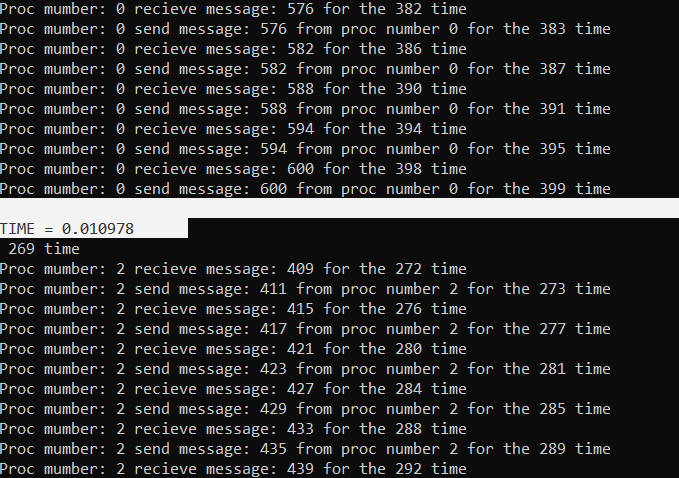 Proc mumber: 0 recieve message: 576 for the 382 time
Proc mumber: 0 send message: 576 from proc number 0 for the 383 time
Proc mumber: 0 recieve message: 582 for the 386 time
Proc mumber: 0 send message: 582 from proc number 0 for the 387 time
Proc mumber: 0 recieve message: 588 for the 390 time
Proc mumber: 0 send message: 588 from proc number 0 for the 391 time
Proc mumber: 0 recieve message: 594 for the 394 time
Proc mumber: 0 send message: 594 from proc number 0 for the 395 time
Proc mumber: 0 recieve message: 600 for the 398 time
Proc mumber: 0 send message: 600 from proc number 0 for the 399 time
TIME = 0.010978
269 time
Proc mumber: 2 recieve message: 409 for the 272 time
Proc mumber: 2 send message: 411 from proc number 2 for the 273 time
Proc mumber: 2 recieve message: 415 for the 276 time
Proc mumber: 2 send message: 417 from proc number 2 for the 277 time
Proc mumber: 2 recieve message: 421 for the 280 time
Proc mumber: 2 send message: 423 from proc number 2 for the 281 time
Proc mumber: 2 recieve message: 427 for the 284 time
Proc mumber: 2 send message: 429 from proc number 2 for the 285 time
Proc mumber: 2 recieve message: 433 for the 288 time
Proc mumber: 2 send message: 435 from proc number 2 for the 289 time
Proc mumber: 2 recieve message: 439 for the 292 time